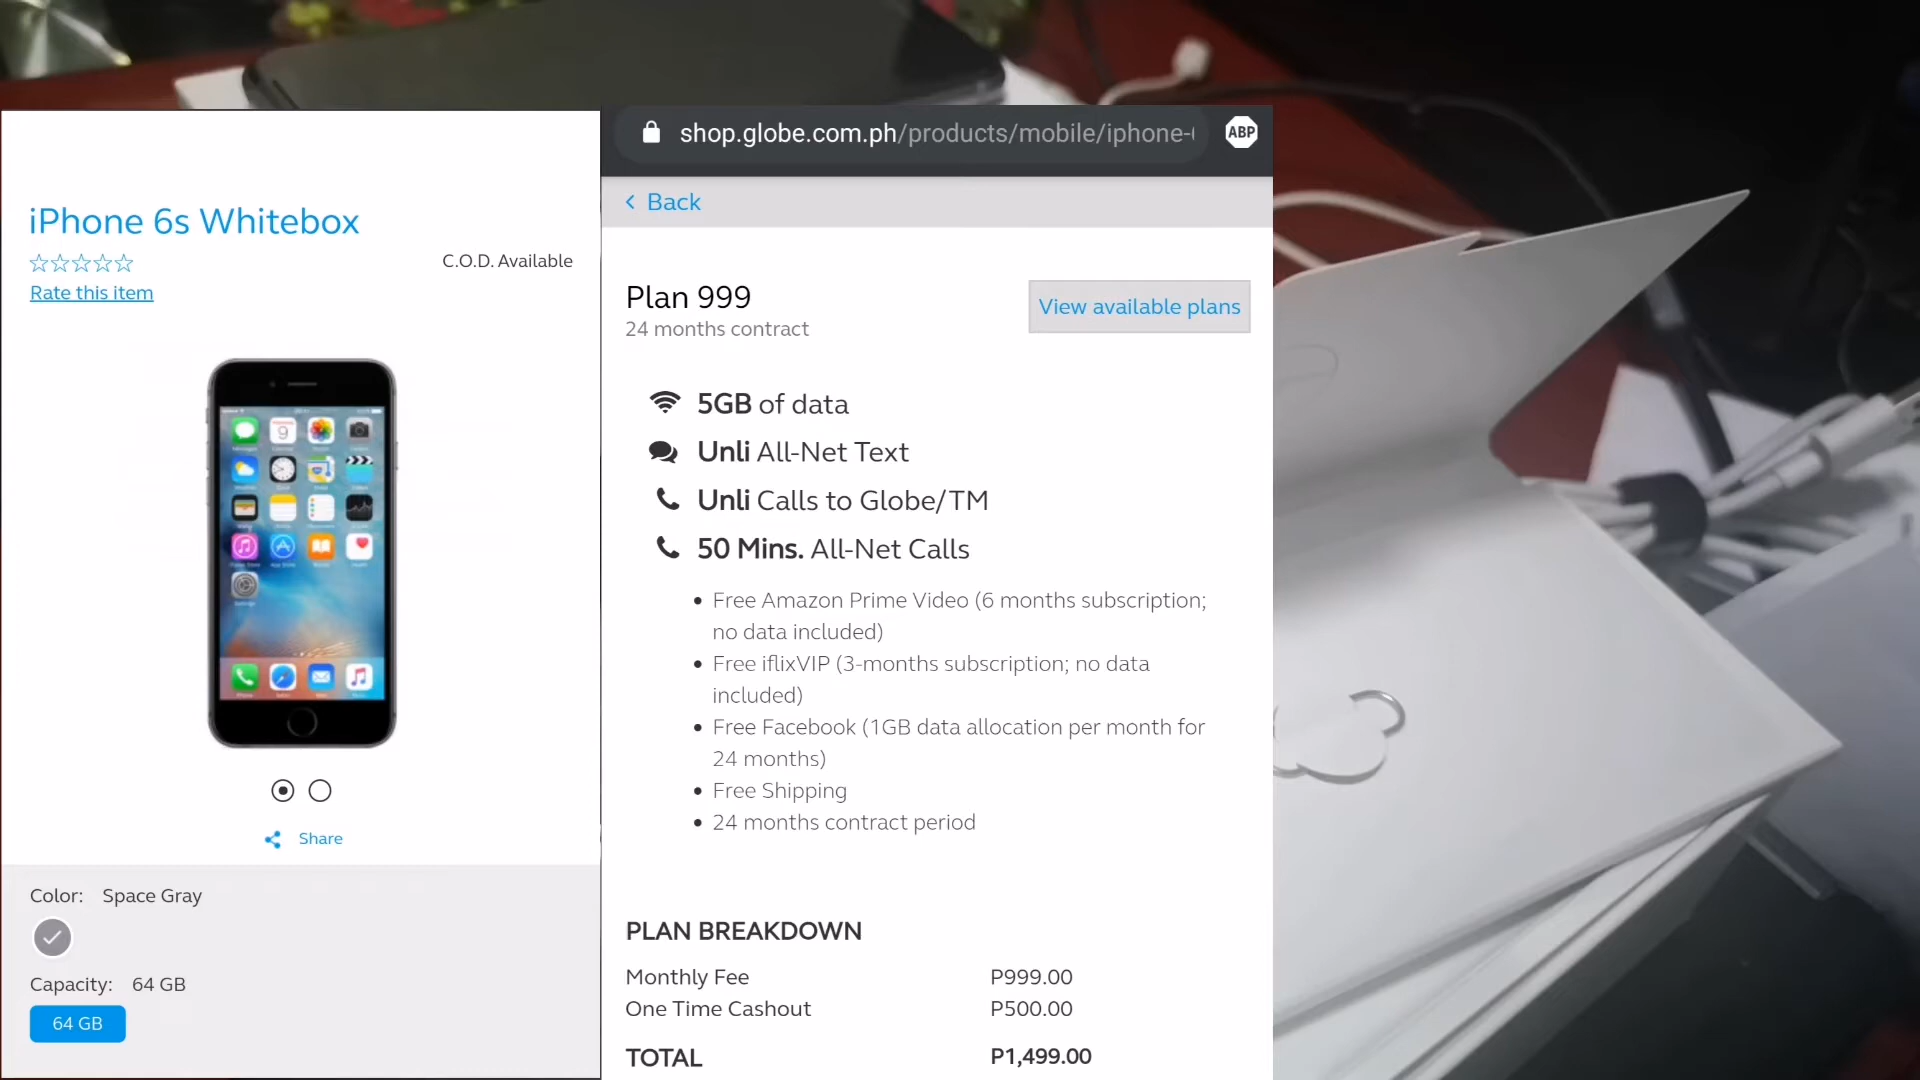 iPhone 6s Whitebox
C.O.D. Available
Rate this item
9
Share
Color: Space Gray
Capacity: 64 GB
64 GB
shop.globe.com.ph/products/mobile/iphone-
ABP
Back
Plan 999
24 months contract
View available plans
5GB of data
Unli All-Net Text
Unli Calls to Globe/TM
50 Mins. All-Net Calls
• Free Amazon Prime Video (6 months subscription;
no data included)
• Free iflixVIP (3-months subscription; no data
included)
• Free Facebook (1GB data allocation per month for
24 months)
• Free Shipping
• 24 months contract period
PLAN BREAKDOWN
Monthly Fee P999.00
One Time Cashout P500.00
TOTAL P1,499.00